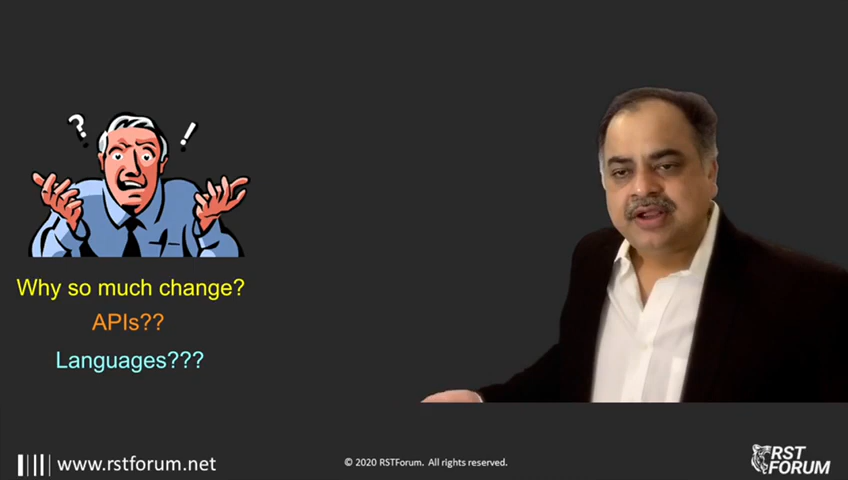 ? !
Why so much change?
APIs??
Languages???
www.rstforum.net
© 2020 RSTForum. All rights reserved.
RST
FORUM